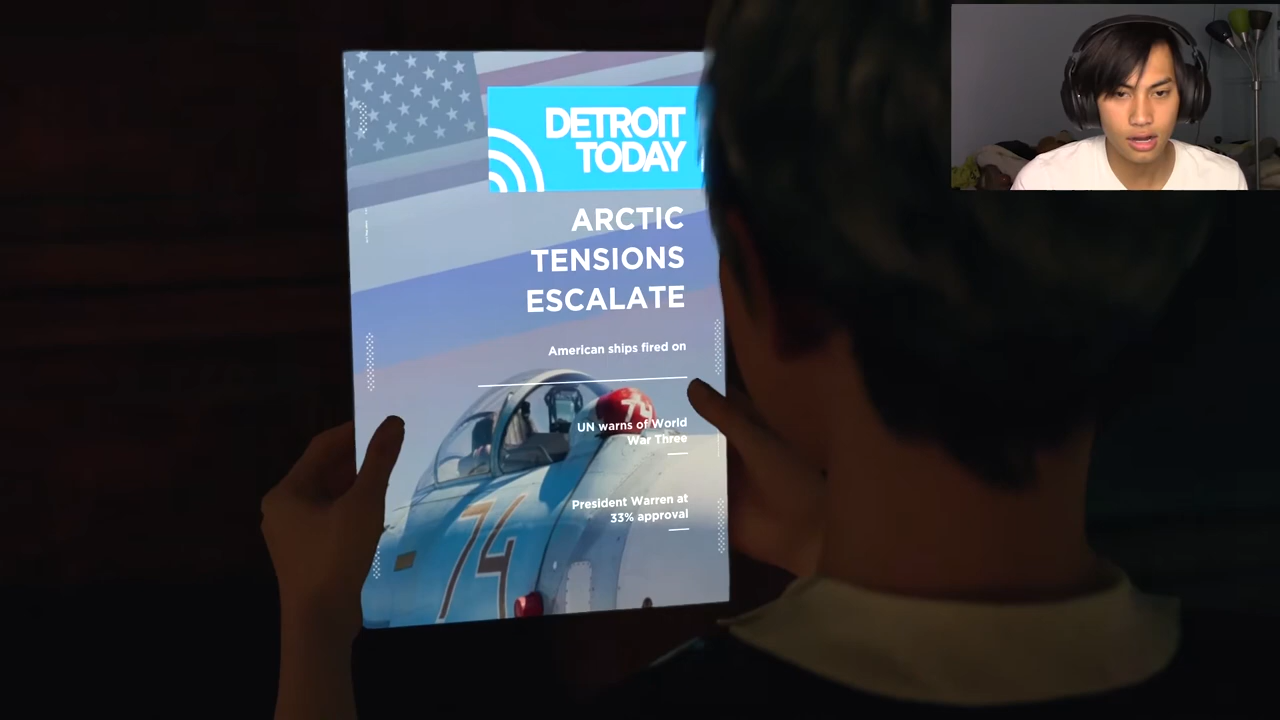 DETROIT
TODAY
ARCTIC
TENSIONS
ESCALATE
American ships fired on
74
UN warns of World
War Three
President Warren at
33% approval
74